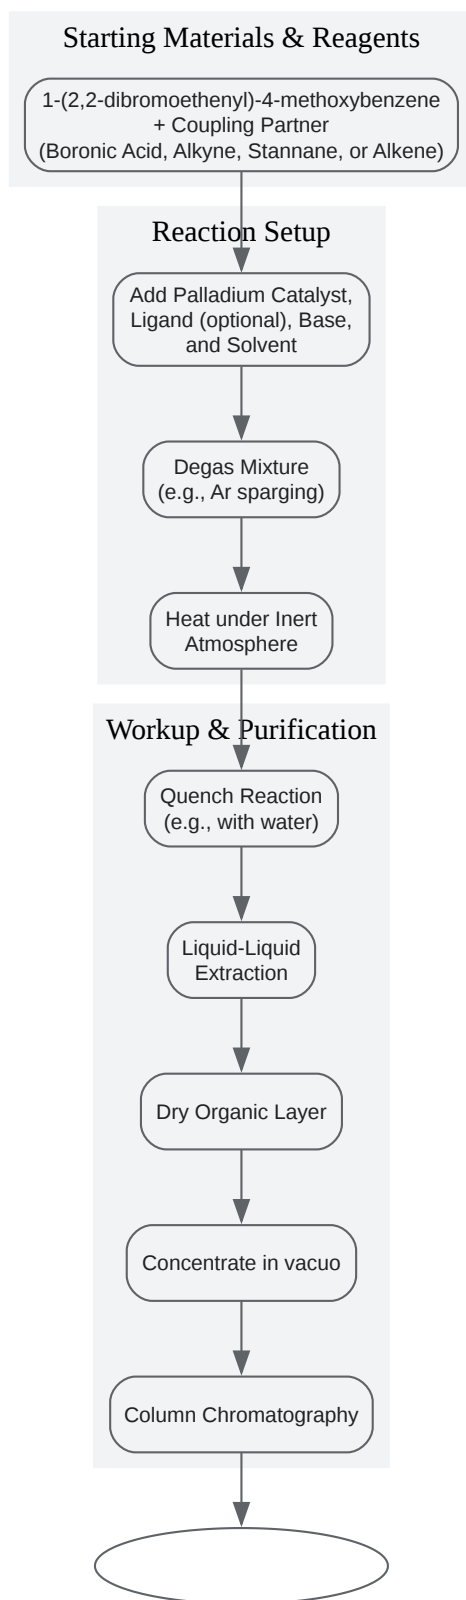 Starting Materials & Reagents
1-(2,2-dibromoethenyl)-4-methoxybenzene
+ Coupling Partner
(Boronic Acid, Alkyne, Stannane, or Alkene)
Reaction Setup
Add Palladium Catalyst,
Ligand (optional), Base,
and Solvent
Degas Mixture
(e.g., Ar sparging)
Heat under Inert
Atmosphere
Workup & Purification
Quench Reaction
(e.g., with water)
Liquid-Liquid
Extraction
Dry Organic Layer
Concentrate in vacuo
Column Chromatography